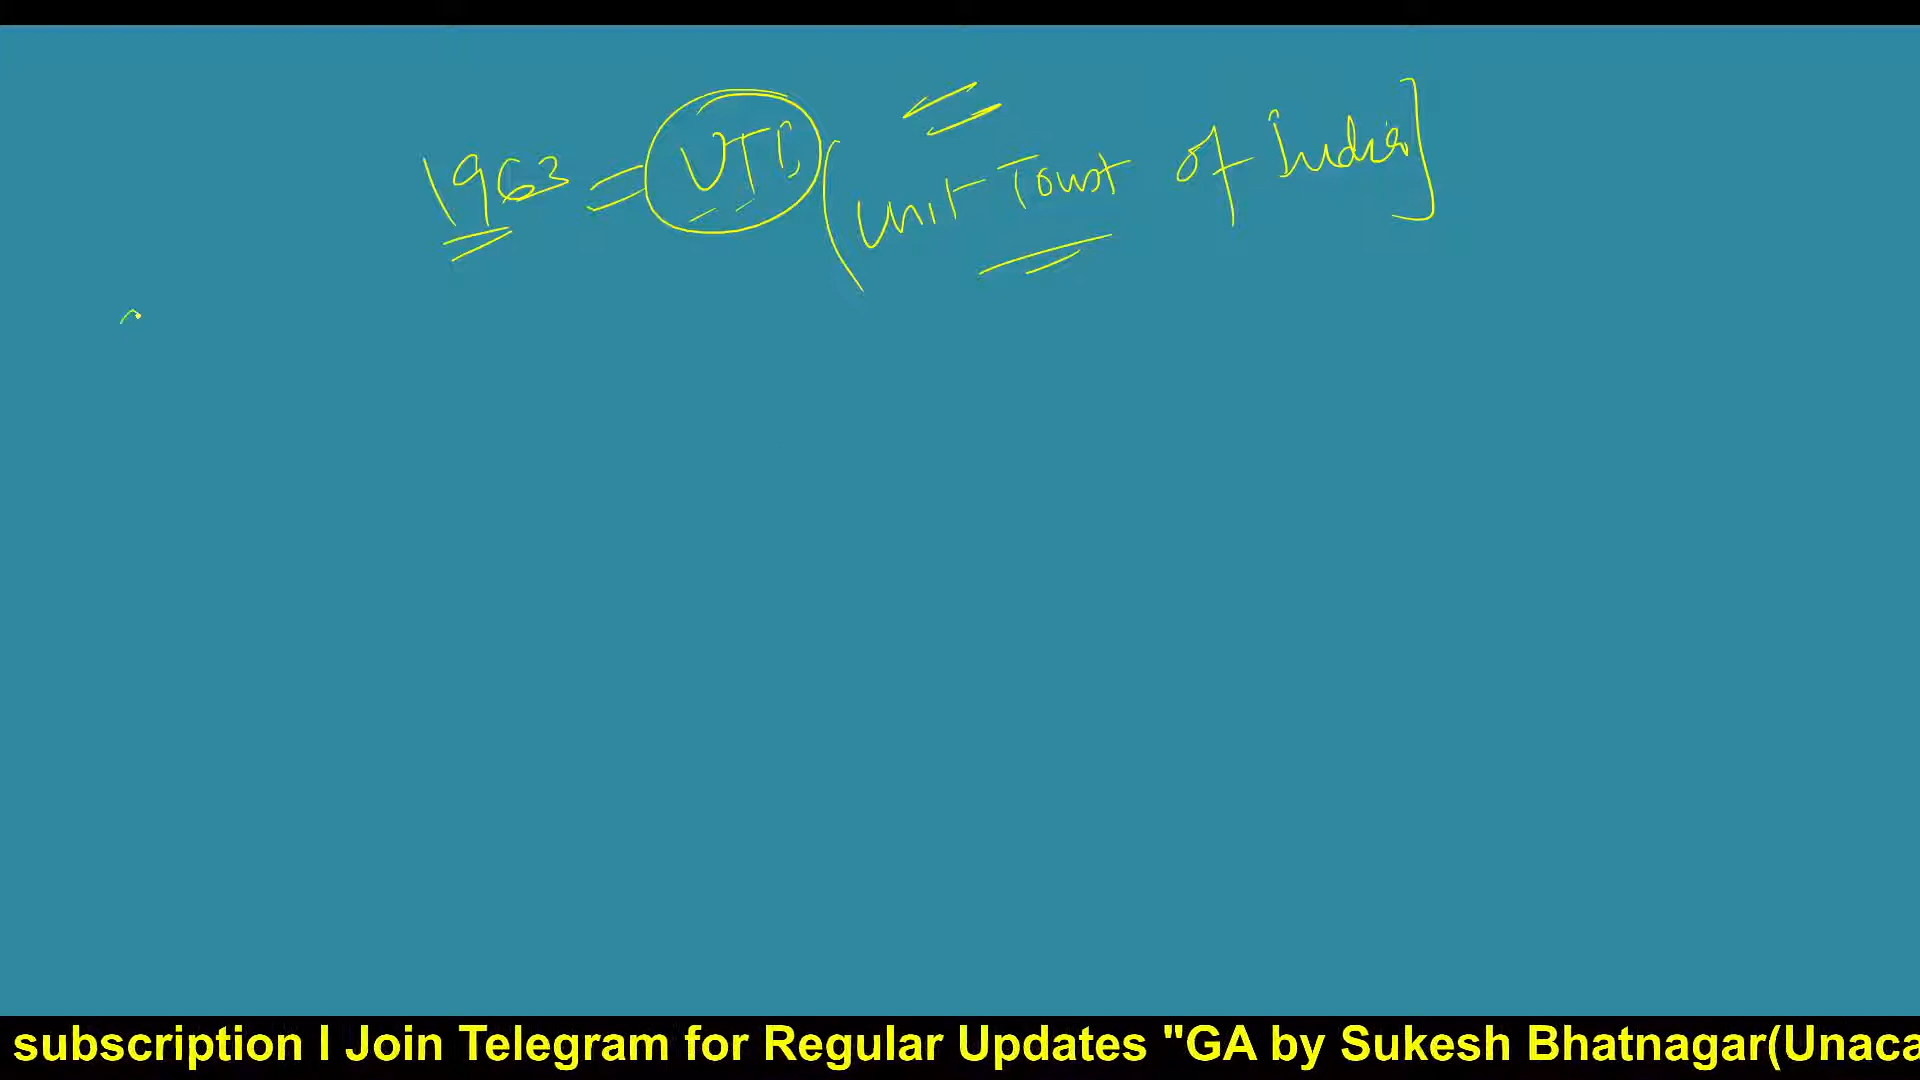 1963 = UTI (Unit Trust of India]
subscription I Join Telegram for Regular Updates "GA by Sukesh Bhatnagar(Unaca